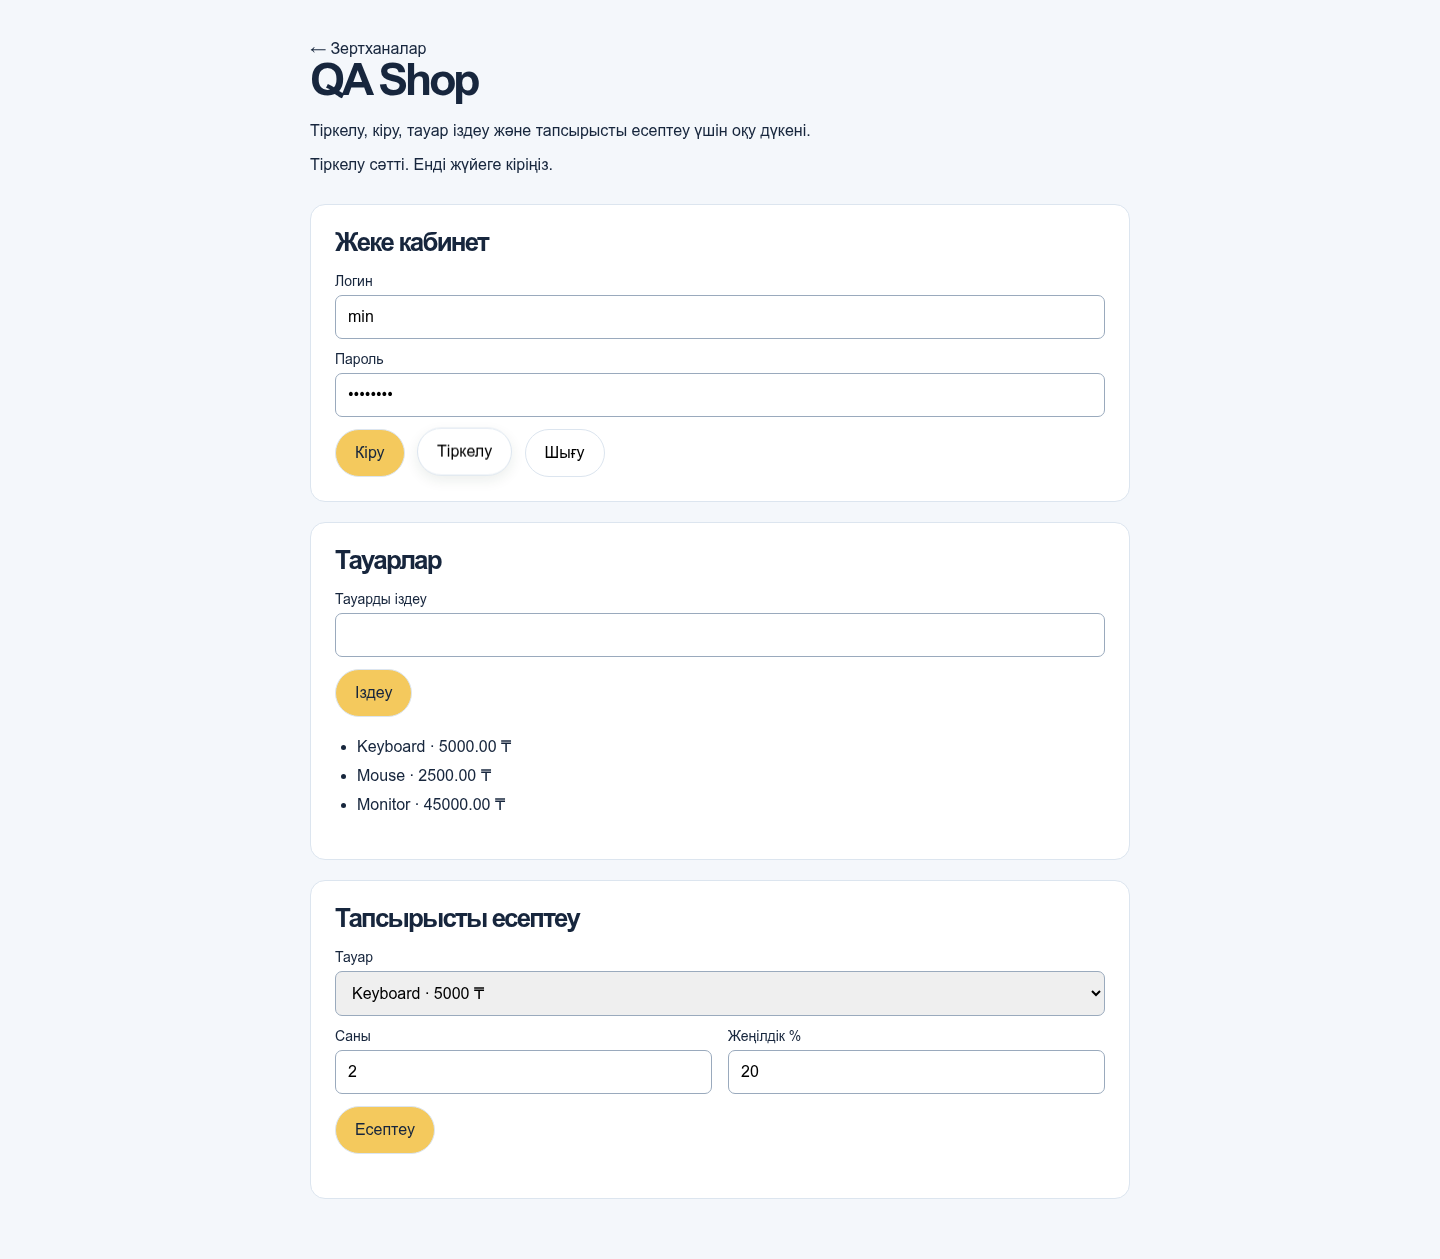 ← Зертханалар
QA Shop
Тіркелу, кіру, тауар іздеу және тапсырысты есептеу үшін оқу дүкені.
Тіркелу сәтті. Енді жүйеге кіріңіз.
Жеке кабинет
Логин
min
Пароль
••••••••
Кіру Тіркелу Шығу
Тауарлар
Тауарды іздеу
Іздеу
• Keyboard · 5000.00 ₸
• Mouse · 2500.00 ₸
• Monitor · 45000.00 ₸
Тапсырысты есептеу
Тауар
Keyboard · 5000 ₸
Саны Жеңілдік %
2 20
Есептеу